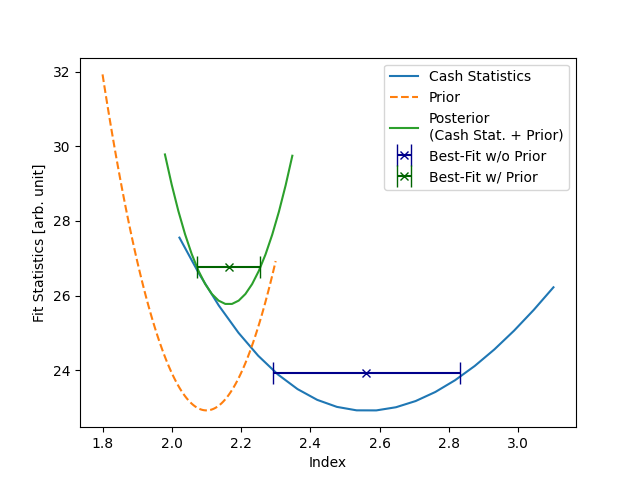 Cash Statistics
Prior
Posterior
(Cash Stat. + Prior)
Best-Fit w/o Prior
Best-Fit w/ Prior
Fit Statistics [arb. unit]
32
30
28
26
24
1.8 2.0 2.2 2.4 2.6 2.8 3.0
Index